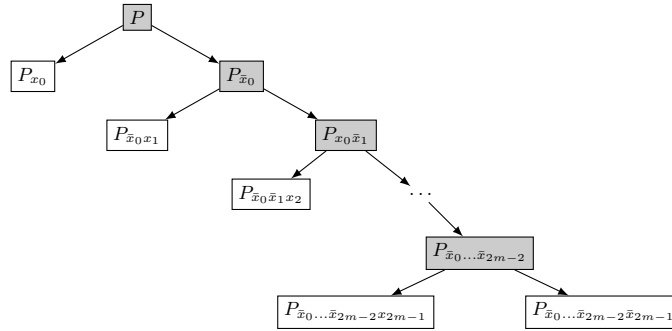 P
P_{x_0} P_{\bar{x}_0}
P_{\bar{x}_0 x_1} P_{x_0 \bar{x}_1}
P_{\bar{x}_0 \bar{x}_1 x_2} ...
P_{\bar{x}_0 ... \bar{x}_{2m-2}}
P_{\bar{x}_0 ... \bar{x}_{2m-2} x_{2m-1}} P_{\bar{x}_0 ... \bar{x}_{2m-2} \bar{x}_{2m-1}}